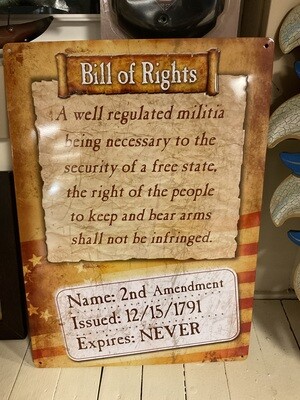 Bill of Rights
A well regulated militia
being necessary to the
security of a free state,
the right of the people
to keep and bear arms
shall not be infringed.
Name: 2nd Amendment
Issued: 12/15/1791
Expires: NEVER